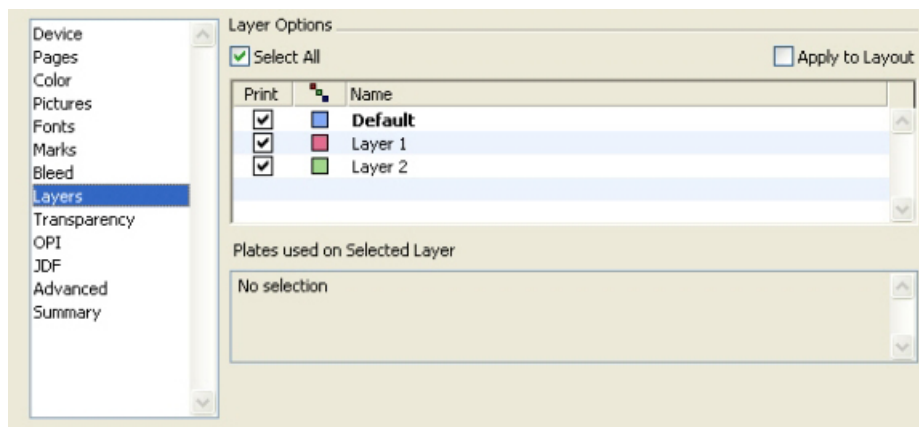 Device
Pages
Color
Pictures
Fonts
Marks
Bleed
Layers
Transparency
OPI
JDF
Advanced
Summary
Layer Options
Select All
Apply to Layout
Print Name
Default
Layer 1
Layer 2
Plates used on Selected Layer
No selection